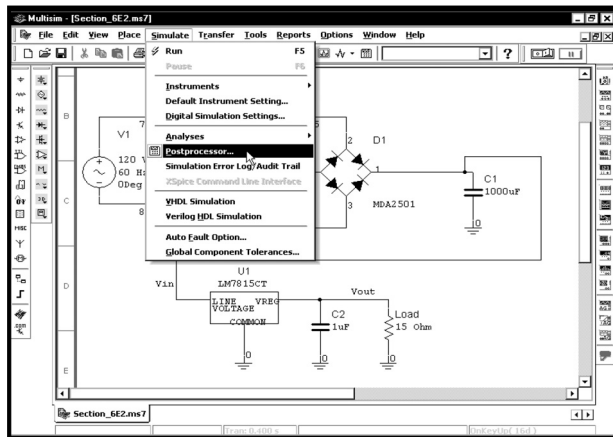 Multisim - [Section_6E2.ms7]
File Edit View Place Simulate Transfer Tools Reports Options Window Help
Run F5
Pause F6
Instruments
Default Instrument Setting...
Digital Simulation Settings...
Analyses
Postprocessor...
Simulation Error Log/Audit Trail
XSpice Command Line Interface
VHDL Simulation
Verilog HDL Simulation
Auto Fault Option...
Global Component Tolerances...
B
C
D
E
V1
120 V
60 Hz
0Deg
7
8
2
D1
1
3
MDA2501
C1
1000uF
0
U1
LM7815CT
Vin
LINE VREG
VOLTAGE
COMMON
Vout
C2
1uF
Load
15 Ohm
0
0
0
MISC
.com
Section_6E2.ms7
Tran: 0.400 s
OnKeyUp( 16d )